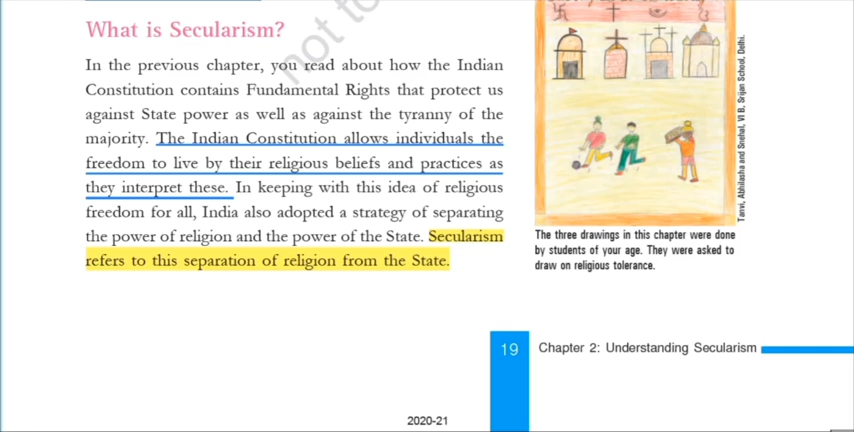 What is Secularism?
In the previous chapter, you read about how the Indian
Constitution contains Fundamental Rights that protect us
against State power as well as against the tyranny of the
majority. The Indian Constitution allows individuals the
freedom to live by their religious beliefs and practices as
they interpret these. In keeping with this idea of religious
freedom for all, India also adopted a strategy of separating
the power of religion and the power of the State. Secularism
refers to this separation of religion from the State.
not to
Tanvi, Abhilasha and Snehal, VI B, Srijan School, Delhi.
The three drawings in this chapter were done
by students of your age. They were asked to
draw on religious tolerance.
19 Chapter 2: Understanding Secularism
2020-21